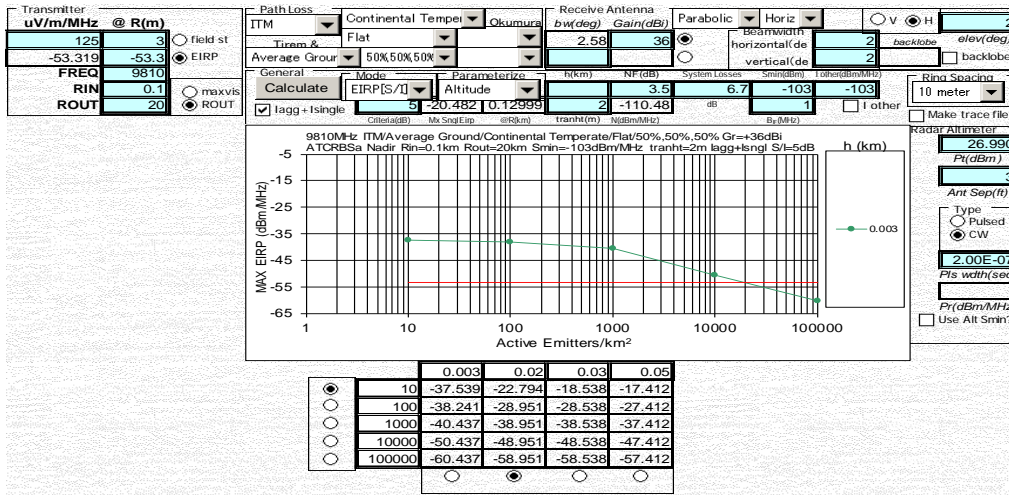 Transmitter
uV/m/MHz @ R(m)
125 3 field st
-53.319 -53.3 EIRP
FREQ 9810
RIN 0.1 maxvis
ROUT 20 ROUT
Path Loss
ITM Continental Temper Okumura
Tirem & Flat
Average Grour 50%,50%,50%
Receive Antenna
bw(deg) Gain(dBi) Parabolic Horiz V H
2.58 36
Beamwidth
horizontal(de 2
vertical(de 2
backlobe
elev(deg)
backlobe
General
Calculate
Mode
EIRP[S/I]
Parameterize
Altitude
h(km) NF(dB) System Losses Smin(dBm) I other(dBm/MHz)
3.5 6.7 -103 -103
Iagg+Isingle 5 -20.482 0.12999 2 -110.48 dB 1 I other
Criteria(dB) Mx Sngl Eirp @R(km) tranht(m) N(dBm/MHz) (MHz)
Ring Spacing
10 meter
Make trace file
Radar Altimeter
26.990
Pt(dBm)
3
Ant Sep(ft)
Type
Pulsed
CW
2.00E-07
Pls wdth(sec
Pr(dBm/MHz
Use Alt Smin?
9810MHz ITM/Average Ground/Continental Temperate/Flat/50%,50%,50% Gr=+36dBi
ATCRBSa Nadir Rin=0.1km Rout=20km Smin=-103dBm/MHz tranht=2m Iagg+Isngl S/I=5dB
h (km)
0.003
MAX EIRP (dBm/MHz)
-5
-15
-25
-35
-45
-55
-65
1 10 100 1000 10000 100000
Active Emitters/km²
0.003 0.02 0.03 0.05
10 -37.539 -22.794 -18.538 -17.412
100 -38.241 -28.951 -28.538 -27.412
1000 -40.437 -38.951 -38.538 -37.412
10000 -50.437 -48.951 -48.538 -47.412
100000 -60.437 -58.951 -58.538 -57.412